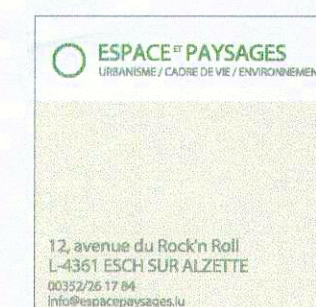 ESPACE ET PAYSAGES
URBANISME / CADRE DE VIE / ENVIRONNEMEN
12, avenue du Rock'n Roll
L-4361 ESCH SUR ALZETTE
00352/26 17 84
info@espacepaysages.lu